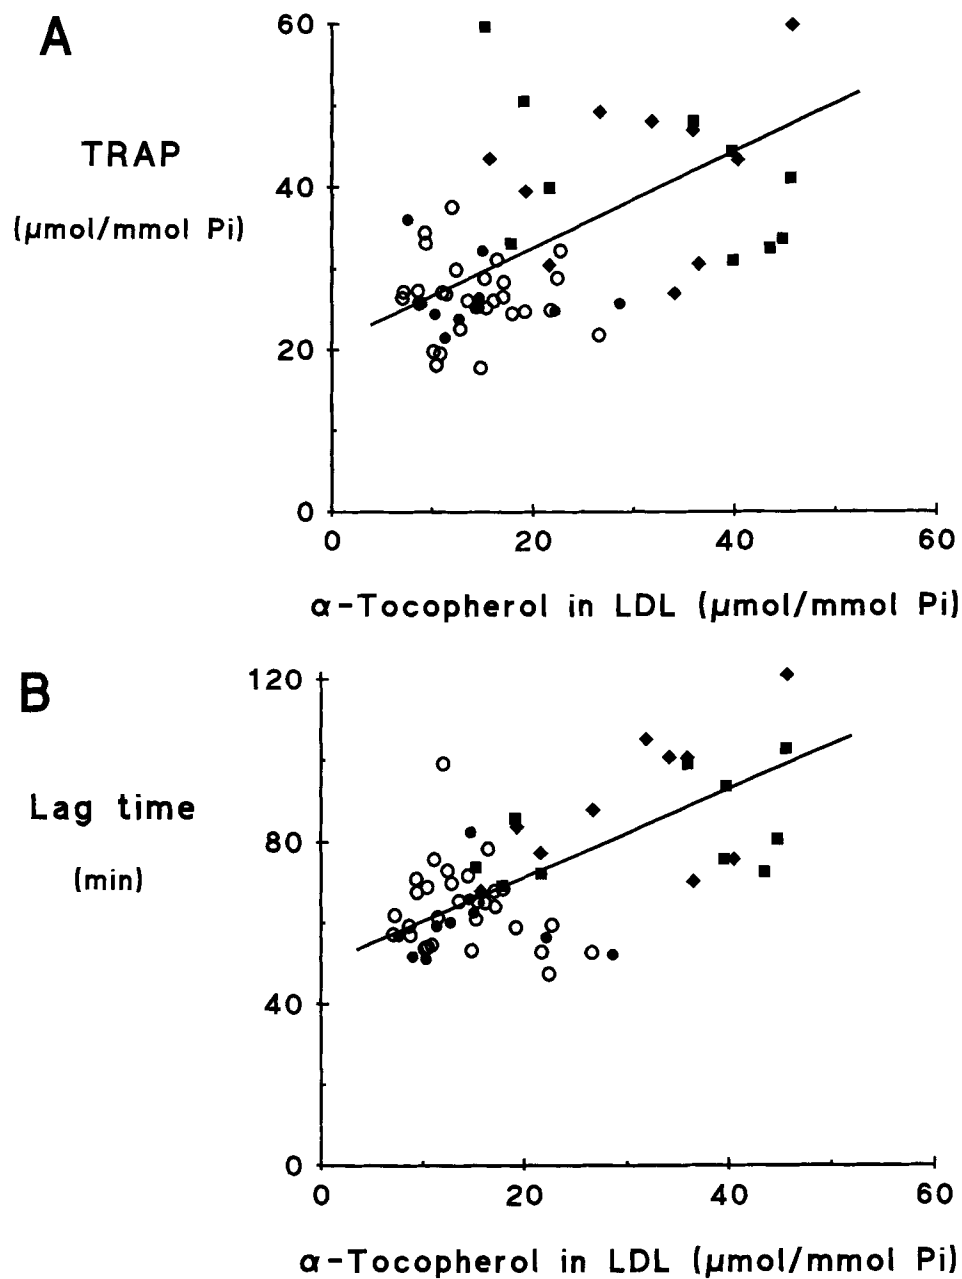 A
60
TRAP
40
(µmol/mmol Pi)
20
0
0 20 40 60
α-Tocopherol in LDL (µmol/mmol Pi)
B
120
Lag time
80
(min)
40
0
0 20 40 60
α-Tocopherol in LDL (µmol/mmol Pi)